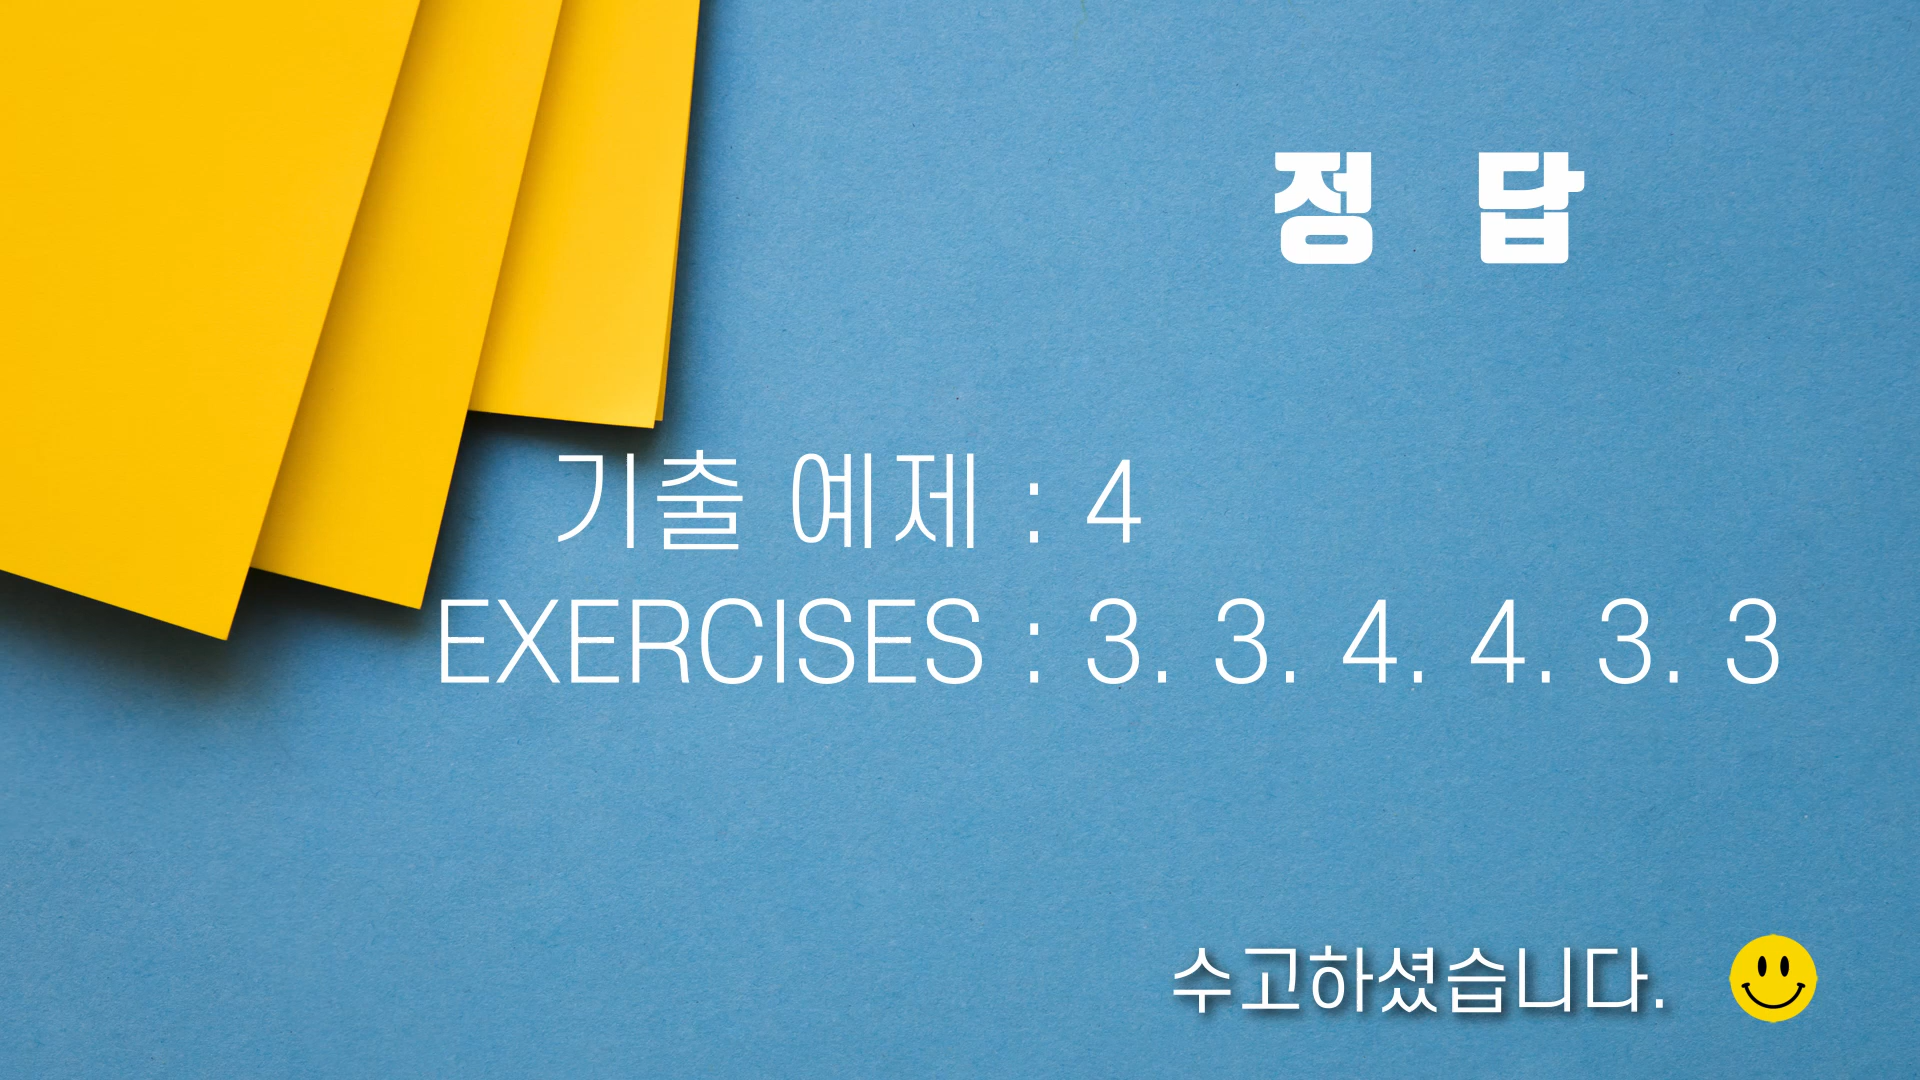 정 답
기출 예제 : 4
EXERCISES : 3. 3. 4. 4. 3. 3
수고하셨습니다.